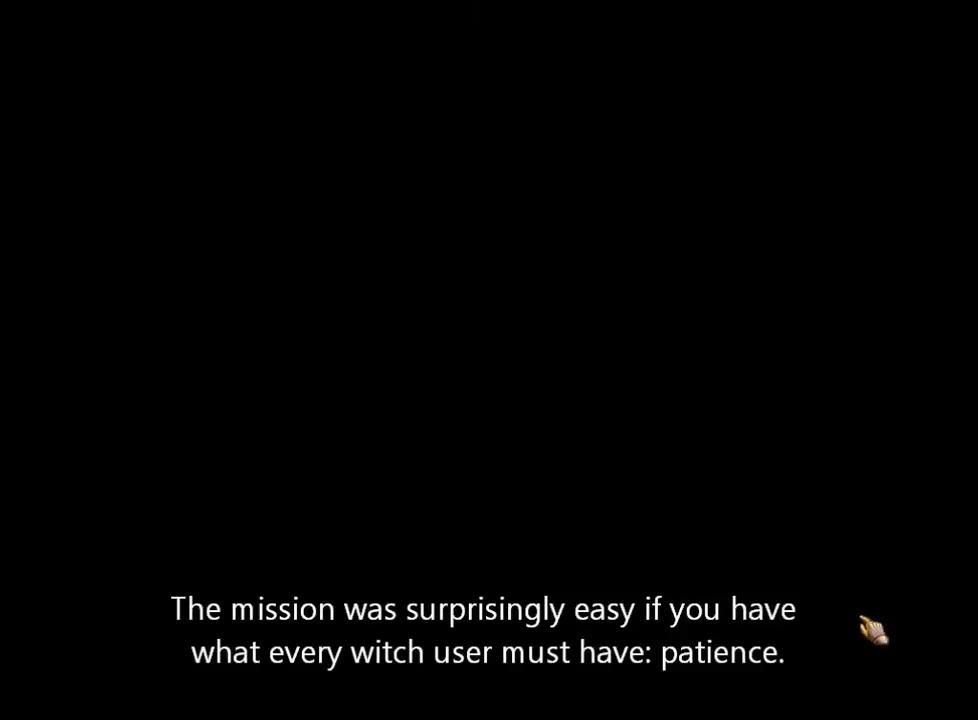 The mission was surprisingly easy if you have
what every witch user must have: patience.